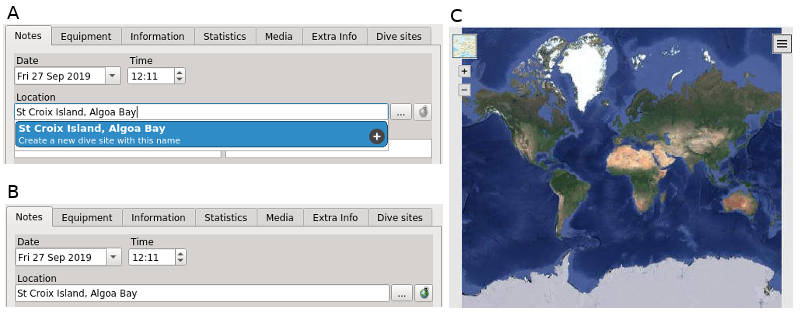 A
Notes Equipment Information Statistics Media Extra Info Dive sites
Date Time
Fri 27 Sep 2019 12:11
Location
St Croix Island, Algoa Bay ...
St Croix Island, Algoa Bay
Create a new dive site with this name
+
B
Notes Equipment Information Statistics Media Extra Info Dive sites
Date Time
Fri 27 Sep 2019 12:11
Location
St Croix Island, Algoa Bay ...
C
+
−